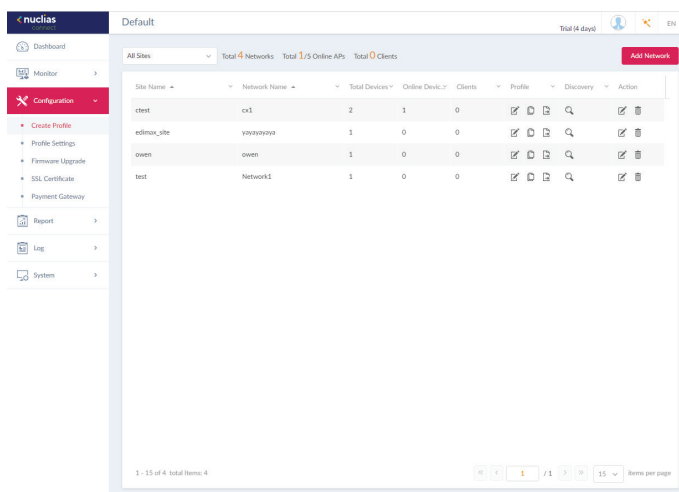 nuclias
connect
Default
Trial (4 days)
EN
Dashboard
Monitor
Configuration
Create Profile
Profile Settings
Firmware Upgrade
SSL Certificate
Payment Gateway
Report
Log
System
All Sites
Total 4 Networks Total 1/5 Online APs Total 0 Clients
Add Network
Site Name Network Name Total Devices Online Devic... Clients Profile Discovery Action
ctest cx1 2 1 0
edimax_site yayayayaya 1 0 0
owen owen 1 0 0
test Network1 1 0 0
1 - 15 of 4 total Items: 4
1 / 1 15 items per page